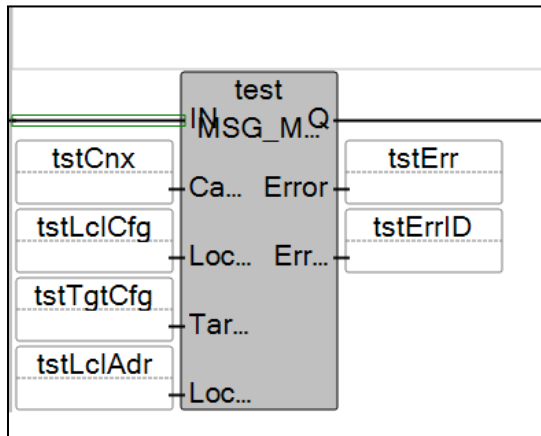 test
IN MSG_M... Q
tstCnx
Ca... Error
tstErr
tstLclCfg
Loc... Err...
tstErrID
tstTgtCfg
Tar...
tstLclAdr
Loc...